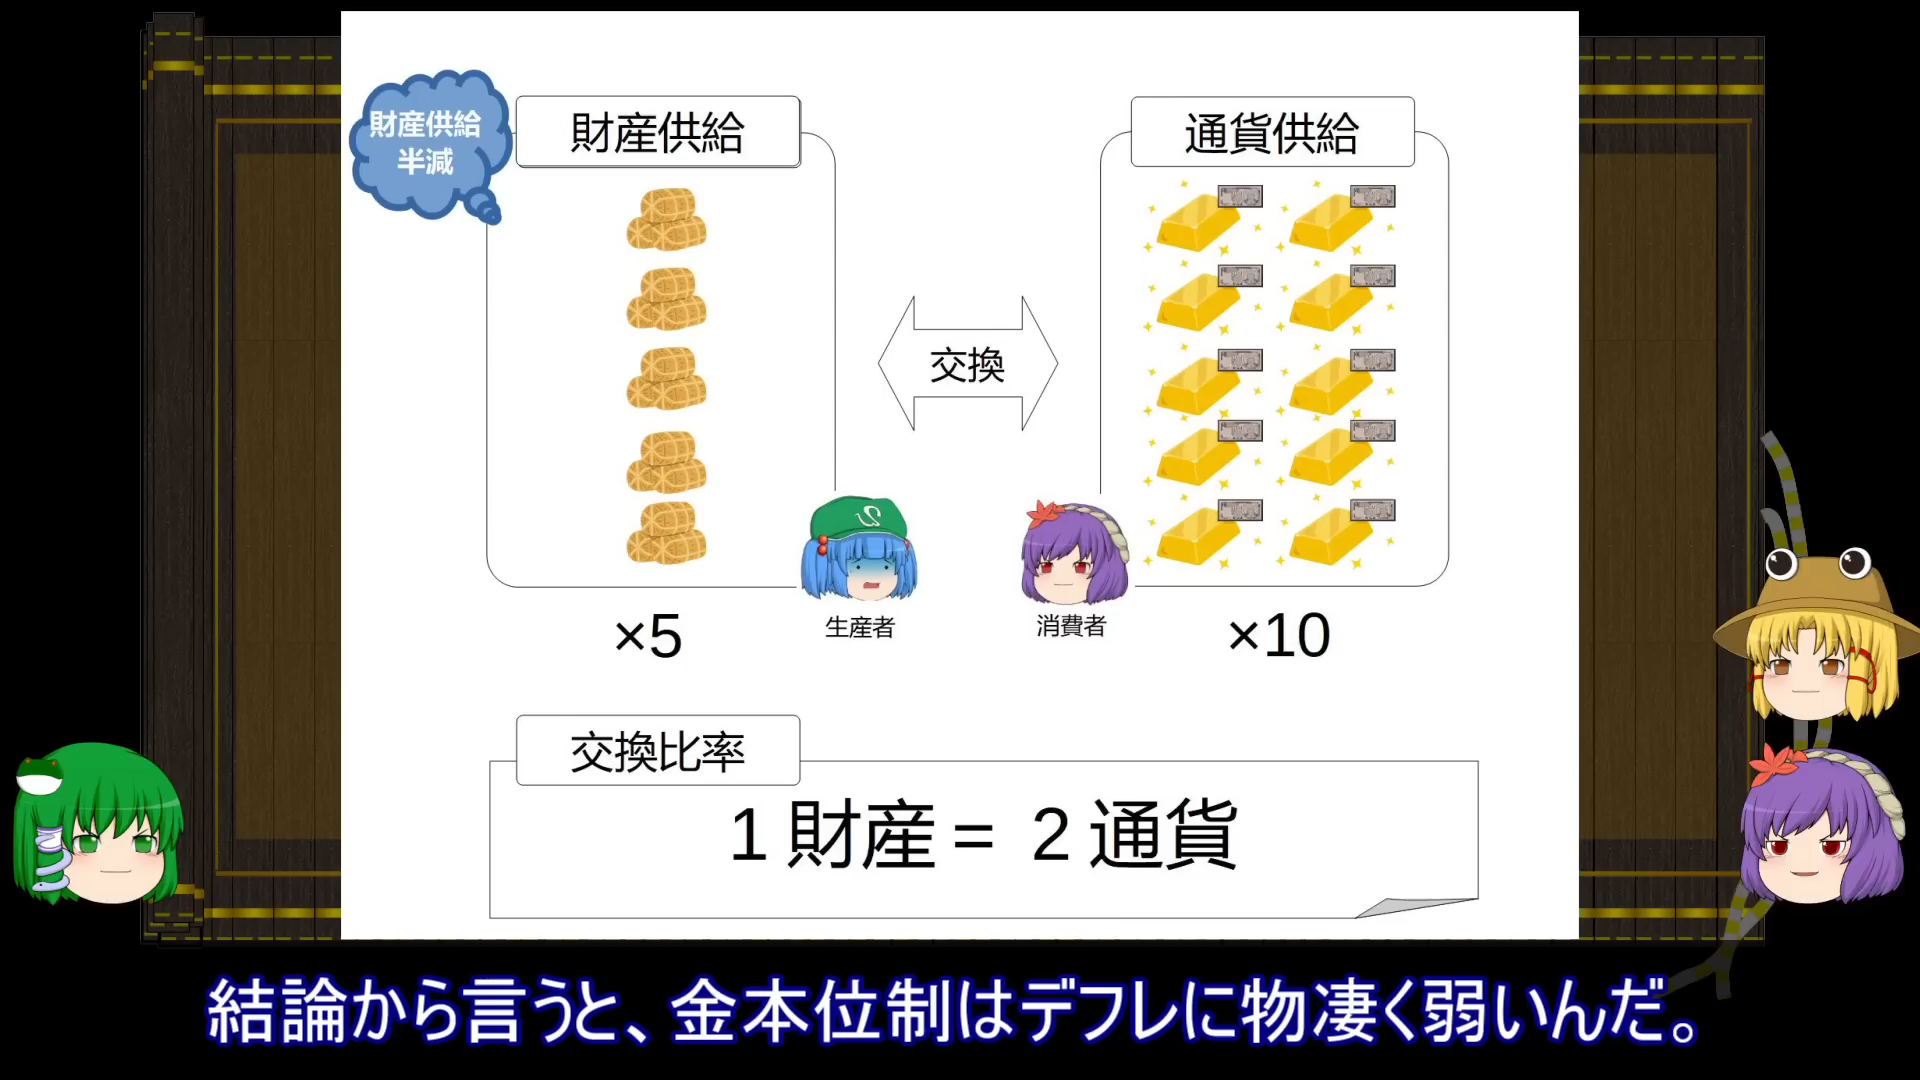 財産供給
半減
財産供給
通貨供給
交換
生産者
消費者
×5
×10
交換比率
1 財産 = 2 通貨
結論から言うと、金本位制はデフレに物凄く弱いんだ。